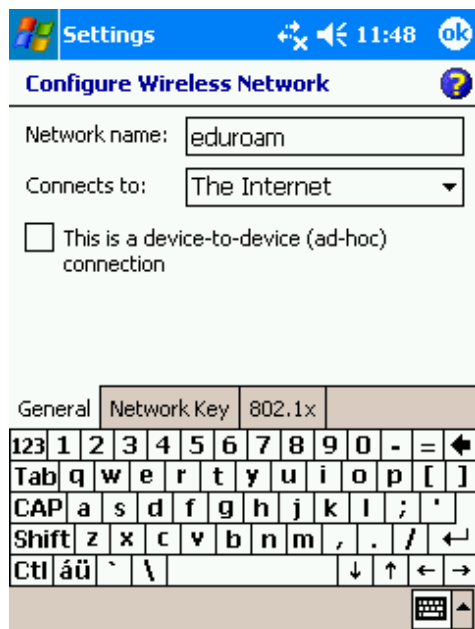 Settings 11:48 ok
Configure Wireless Network ?
Network name: eduroam
Connects to: The Internet
This is a device-to-device (ad-hoc)
connection
General Network Key 802.1x
123 1 2 3 4 5 6 7 8 9 0 - = 🡄
Tab q w e r t y u i o p [ ]
CAP a s d f g h j k l ; '
Shift z x c v b n m , . / ↵
Ctl áü ` \ ↓ ↑ ← →